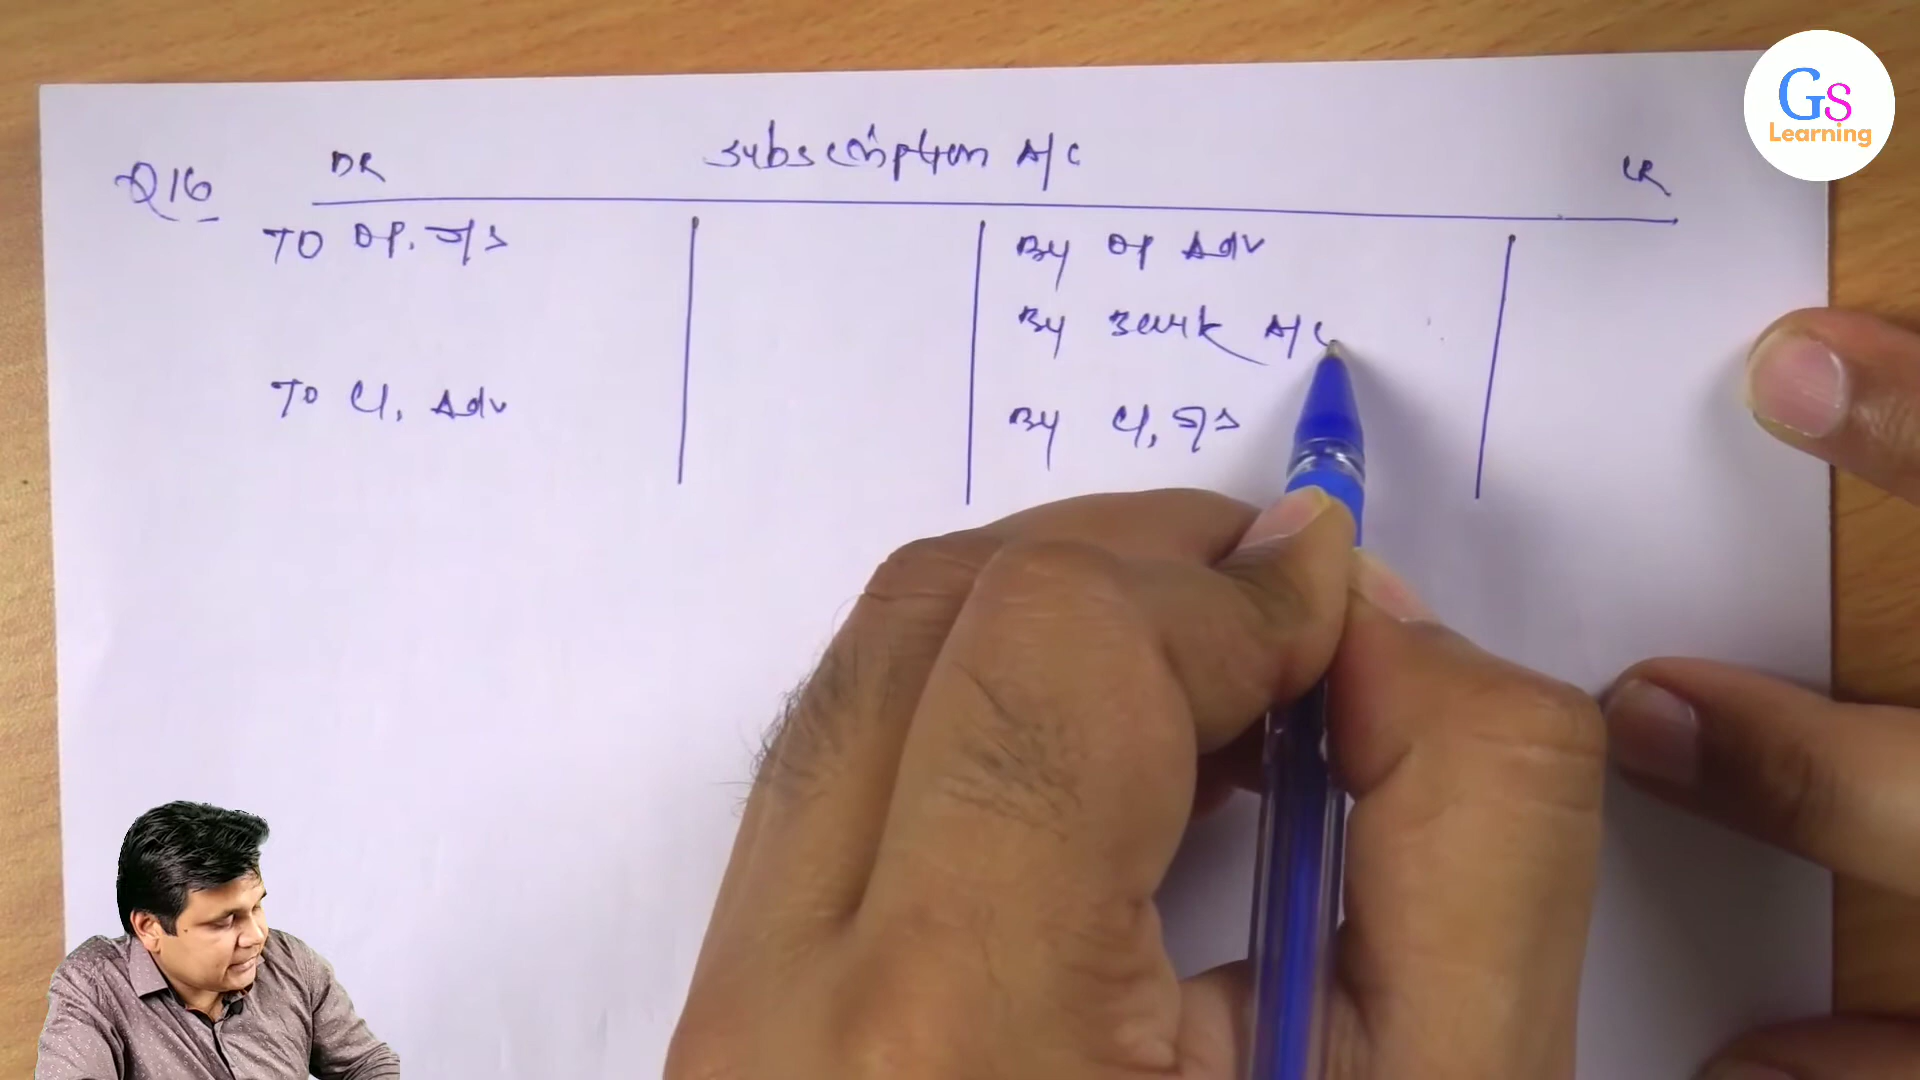 Gs
Learning
Q16
DR Subscription A/C CR
TO OP. O/S
By OP Adv
By Bank A/C
TO Cl. Adv
By Cl. O/S